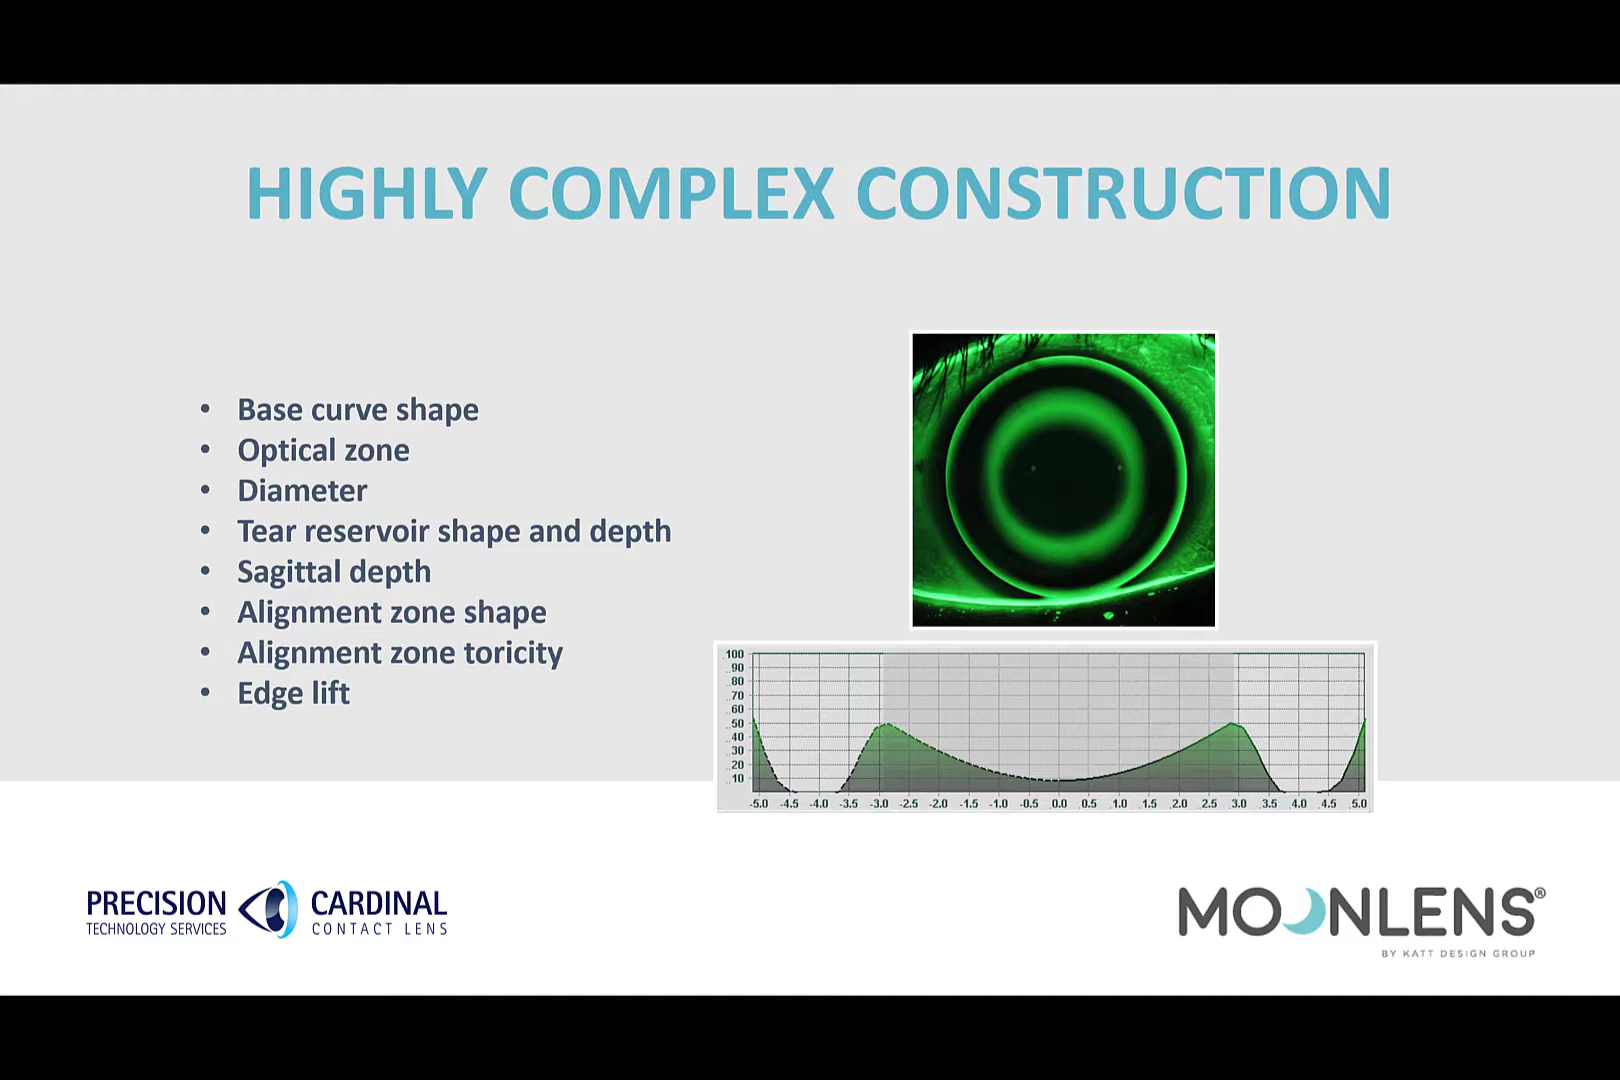 HIGHLY COMPLEX CONSTRUCTION
• Base curve shape
• Optical zone
• Diameter
• Tear reservoir shape and depth
• Sagittal depth
• Alignment zone shape
• Alignment zone toricity
• Edge lift
100
90
80
70
60
50
40
30
20
10
-5.0 -4.5 -4.0 -3.5 -3.0 -2.5 -2.0 -1.5 -1.0 -0.5 0.0 0.5 1.0 1.5 2.0 2.5 3.0 3.5 4.0 4.5 5.0
PRECISION CARDINAL
TECHNOLOGY SERVICES CONTACT LENS
MOONLENS®
BY KATT DESIGN GROUP